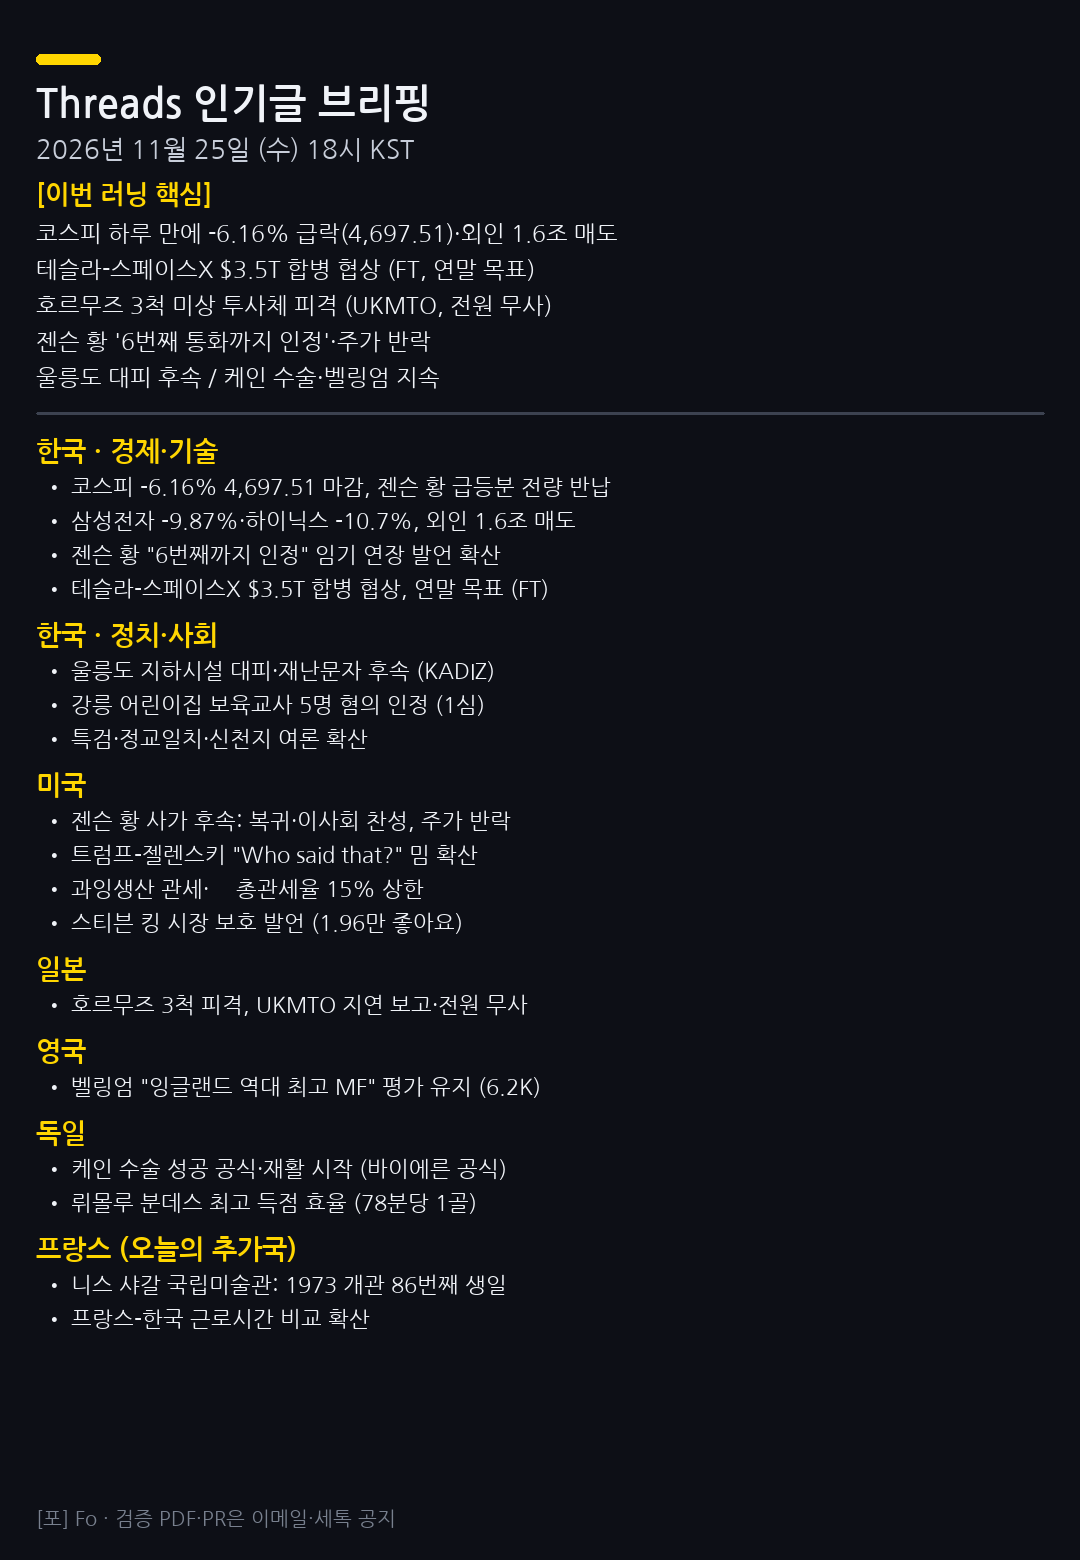 Threads 인기글 브리핑
2026년 11월 25일 (수) 18시 KST
[이번 러닝 핵심]
코스피 하루 만에 -6.16% 급락(4,697.51)·외인 1.6조 매도
테슬라-스페이스X $3.5T 합병 협상 (FT, 연말 목표)
호르무즈 3척 미상 투사체 피격 (UKMTO, 전원 무사)
젠슨 황 '6번째 통화까지 인정'·주가 반락
울릉도 대피 후속 / 케인 수술·벨링엄 지속
한국 · 경제·기술
• 코스피 -6.16% 4,697.51 마감, 젠슨 황 급등분 전량 반납
• 삼성전자 -9.87%·하이닉스 -10.7%, 외인 1.6조 매도
• 젠슨 황 "6번째까지 인정" 임기 연장 발언 확산
• 테슬라-스페이스X $3.5T 합병 협상, 연말 목표 (FT)
한국 · 정치·사회
• 울릉도 지하시설 대피·재난문자 후속 (KADIZ)
• 강릉 어린이집 보육교사 5명 혐의 인정 (1심)
• 특검·정교일치·신천지 여론 확산
미국
• 젠슨 황 사가 후속: 복귀·이사회 찬성, 주가 반락
• 트럼프-젤렌스키 "Who said that?" 밈 확산
• 과잉생산 관세· 총관세율 15% 상한
• 스티븐 킹 시장 보호 발언 (1.96만 좋아요)
일본
• 호르무즈 3척 피격, UKMTO 지연 보고·전원 무사
영국
• 벨링엄 "잉글랜드 역대 최고 MF" 평가 유지 (6.2K)
독일
• 케인 수술 성공 공식·재활 시작 (바이에른 공식)
• 뤼몰루 분데스 최고 득점 효율 (78분당 1골)
프랑스 (오늘의 추가국)
• 니스 샤갈 국립미술관: 1973 개관 86번째 생일
• 프랑스-한국 근로시간 비교 확산
[포] Fo · 검증 PDF·PR은 이메일·세톡 공지